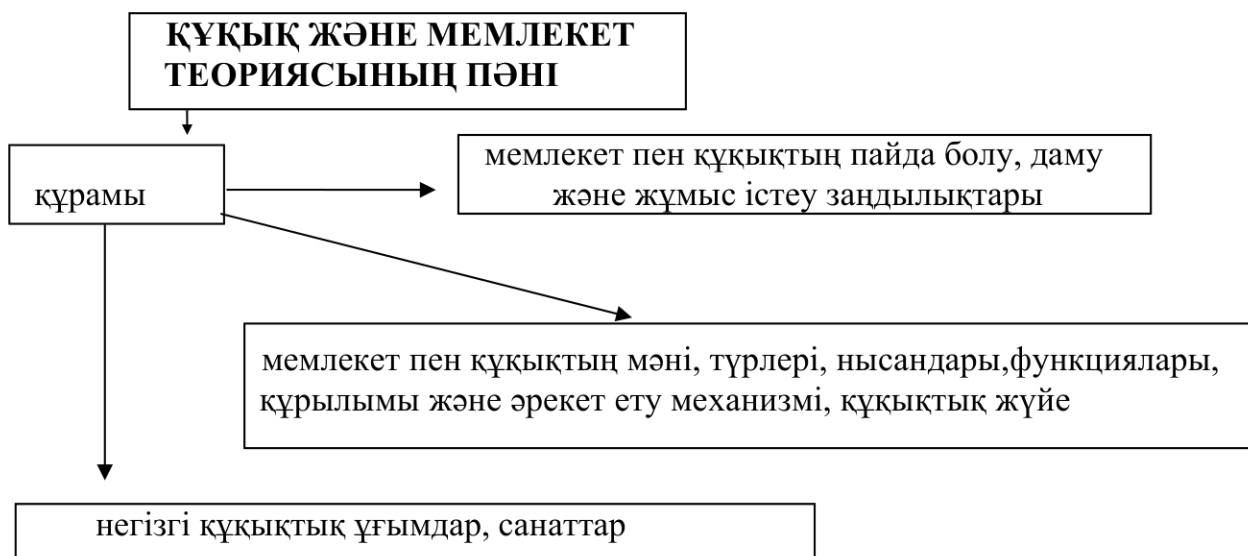 ҚҰҚЫҚ ЖӘНЕ МЕМЛЕКЕТ
ТЕОРИЯСЫНЫҢ ПӘНІ
құрамы
мемлекет пен құқықтың пайда болу, даму
және жұмыс істеу заңдылықтары
мемлекет пен құқықтың мәні, түрлері, нысандары,функциялары,
құрылымы және әрекет ету механизмі, құқықтық жүйе
негізгі құқықтық ұғымдар, санаттар